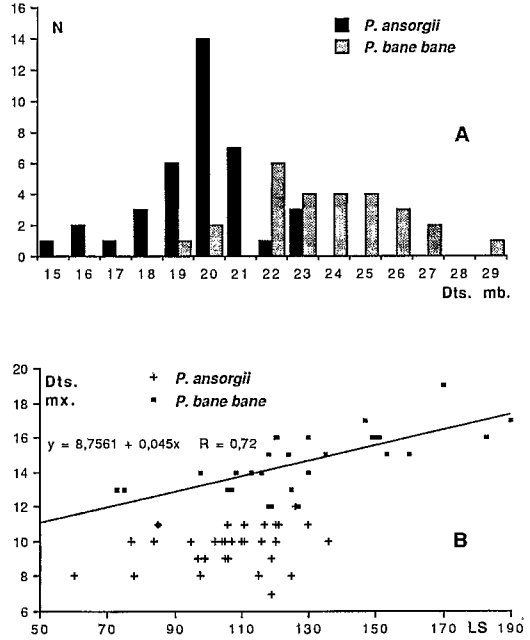 16
14
12
10
8
6
4
2
0
N
P. ansorgii
P. bane bane
A
15 16 17 18 19 20 21 22 23 24 25 26 27 28 29
Dts. mb.
20
18
16
14
12
10
8
6
Dts. mx.
P. ansorgii
P. bane bane
y = 8,7561 + 0,045x R = 0,72
B
50 70 90 110 130 150 170 LS 190